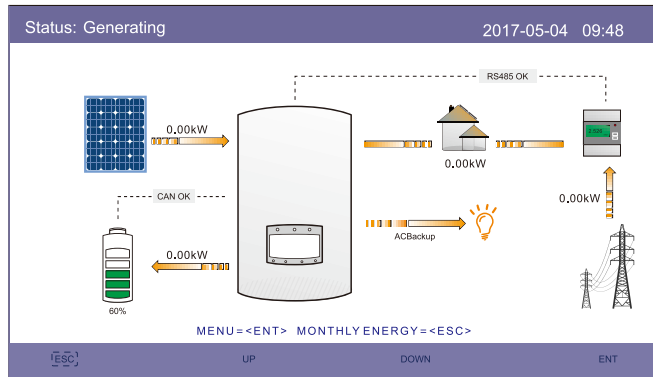 Status: Generating
2017-05-04 09:48
RS485 OK
0.00kW
0.00kW
CAN OK
0.00kW
0.00kW
ACBackup
60%
MENU=<ENT> MONTHLY ENERGY=<ESC>
ESC
UP
DOWN
ENT